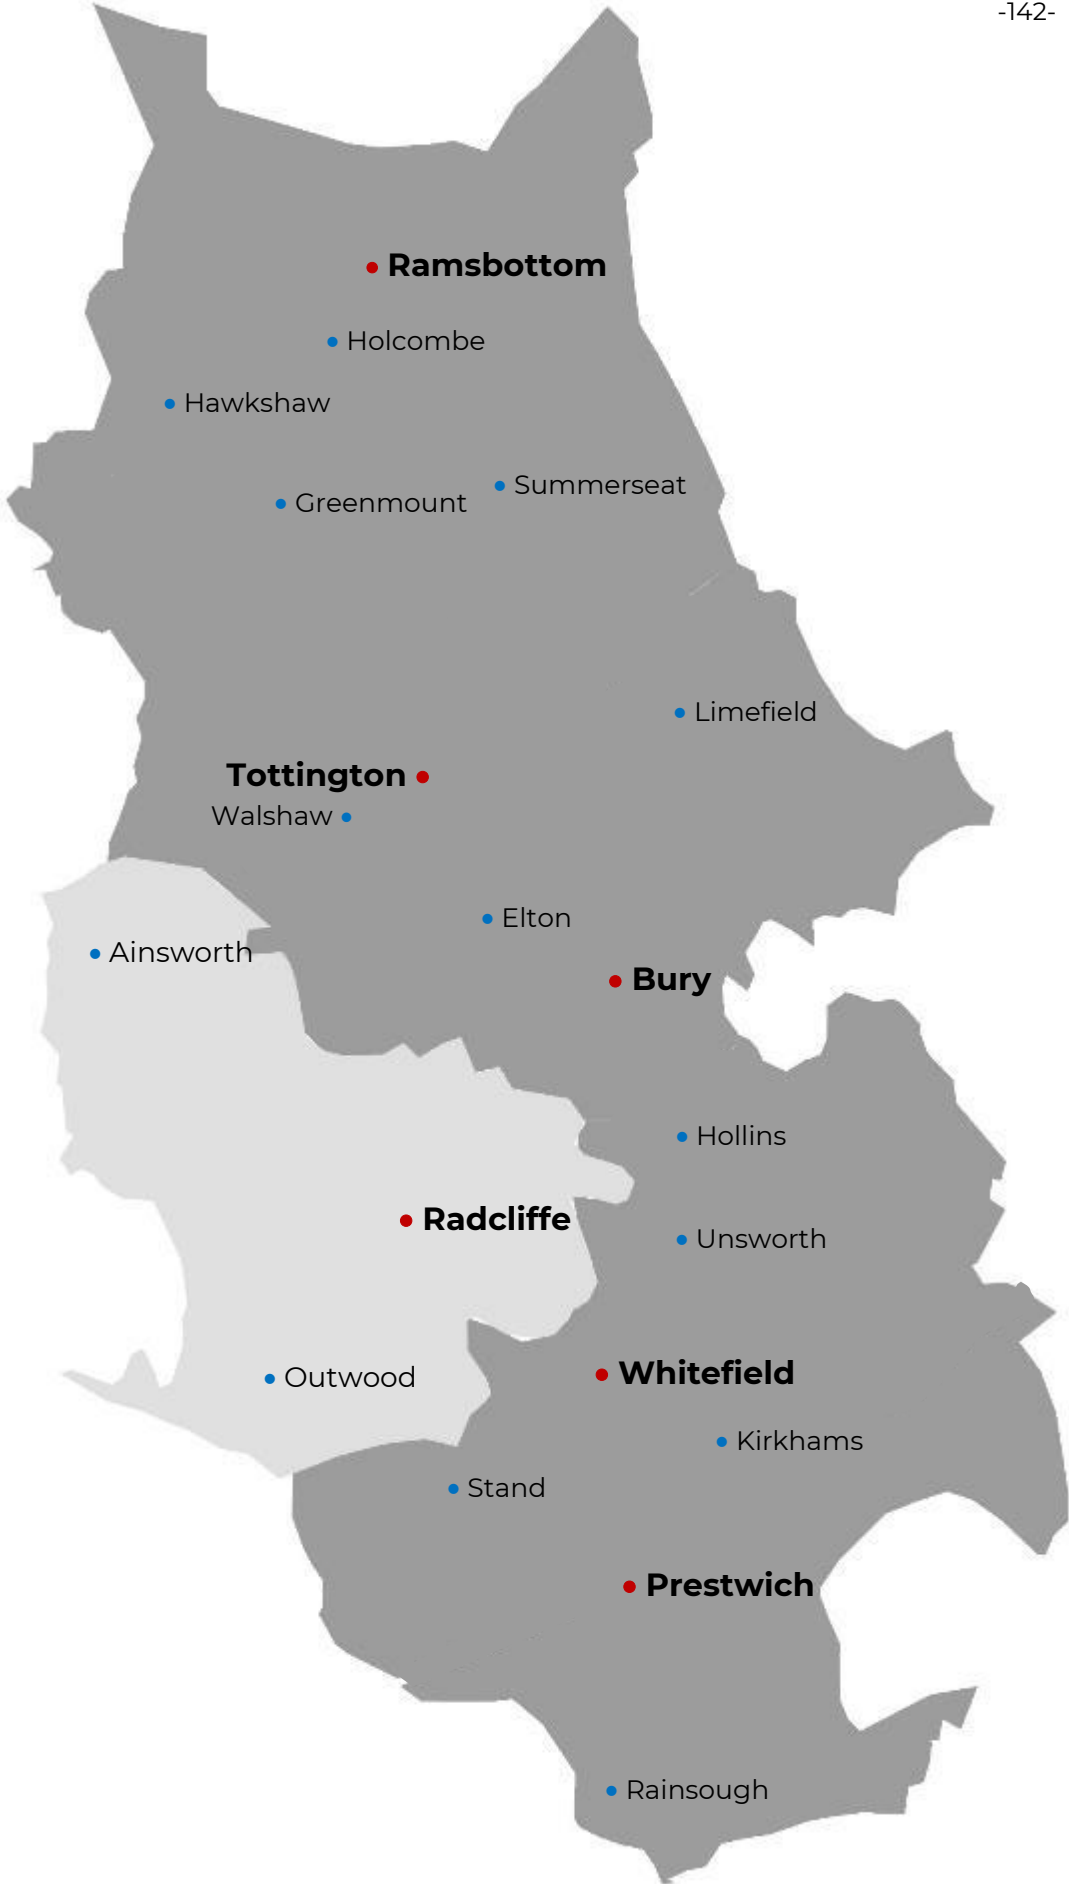 -142-
Ramsbottom
Holcombe
Hawkshaw
Summerseat
Greenmount
Limefield
Tottington
Walshaw
Elton
Ainsworth
Bury
Hollins
Radcliffe
Unsworth
Whitefield
Outwood
Kirkhams
Stand
Prestwich
Rainsough